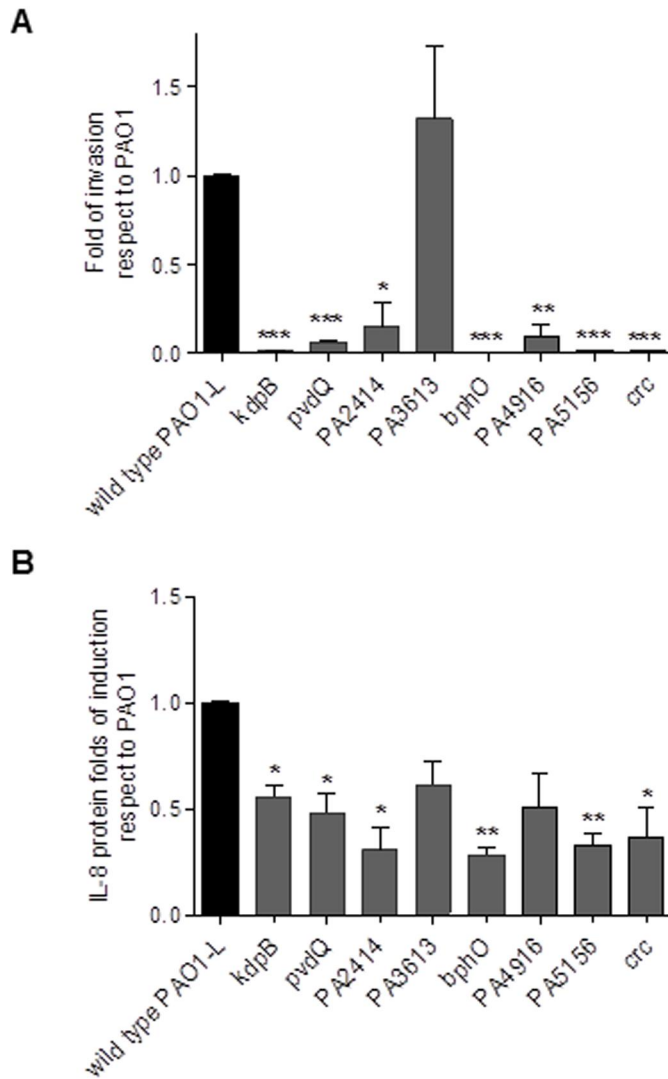 A
Fold of invasion
respect to PAO1
1.5
1.0
0.5
0.0
***
***
*
***
**
***
***
wild type PAO1-L
kdpB
pvdQ
PA2414
PA3613
bphO
PA4916
PA5156
crc
B
IL-8 protein folds of induction
respect to PAO1
1.5
1.0
0.5
0.0
*
*
*
**
**
*
wild type PAO1-L
kdpB
pvdQ
PA2414
PA3613
bphO
PA4916
PA5156
crc